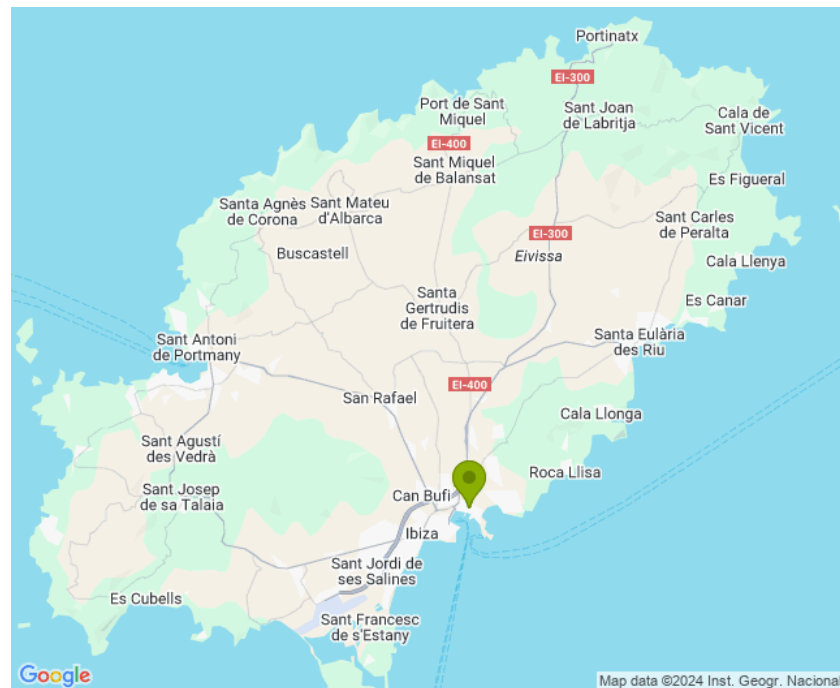 Portinatx
EI-300
Port de Sant
Miquel
Sant Joan
de Labritja
Cala de
Sant Vicent
EI-400
Sant Miquel
de Balansat
Es Figueral
Santa Agnès
de Corona
Sant Mateu
d'Albarca
Sant Carles
de Peralta
EI-300
Buscastell
Eivissa
Cala Llenya
Santa
Gertrudis
de Fruitera
Es Canar
Sant Antoni
de Portmany
Santa Eulària
des Riu
EI-400
San Rafael
Cala Llonga
Sant Agustí
des Vedrà
Roca Llisa
Sant Josep
de sa Talaia
Can Bufí
Ibiza
Sant Jordi de
ses Salines
Es Cubells
Sant Francesc
de s'Estany
Google
Map data ©2024 Inst. Geogr. Nacional